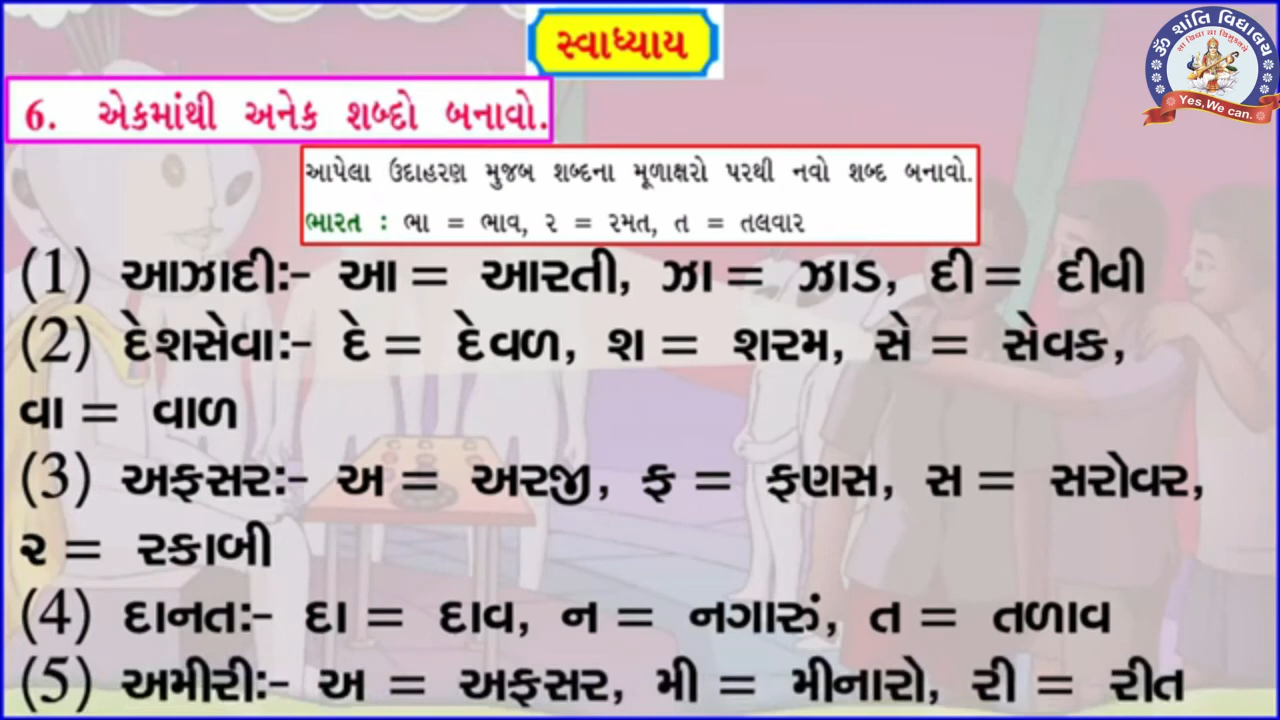 સ્વાધ્યાય
ૐ શાંતિ વિદ્યાલય
સા વિદ્યા યા વિમુક્તયે
Yes, We can.
6. એકમાંથી અનેક શબ્દો બનાવો.
આપેલા ઉદાહરણ મુજબ શબ્દના મૂળાક્ષરો પરથી નવો શબ્દ બનાવો.
ભારત : ભા = ભાવ, ર = રમત, ત = તલવાર
(1) આઝાદીઃ- આ = આરતી, ઝા = ઝાડ, દી = દીવી
(2) દેશસેવાઃ- દે = દેવળ, શ = શરમ, સે = સેવક,
વા = વાળ
(3) અફસરઃ- અ = અરજી, ફ = ફણસ, સ = સરોવર,
ર = રકાબી
(4) દાનતઃ- દા = દાવ, ન = નગારું, ત = તળાવ
(5) અમીરીઃ- અ = અફસર, મી = મીનારો, રી = રીત